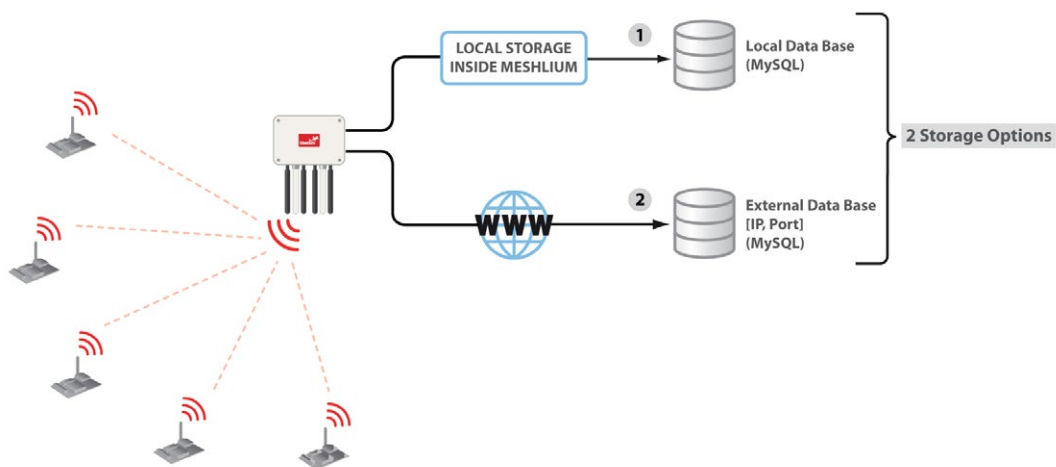 LOCAL STORAGE
INSIDE MESHLIUM
1
Local Data Base
(MySQL)
2 Storage Options
WWW
2
External Data Base
[IP, Port]
(MySQL)